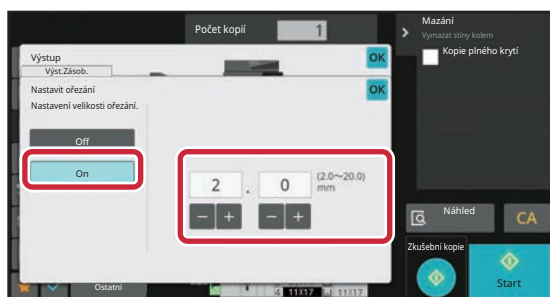 Počet kopií
1
Mazání
Vymazat stíny kolem
Kopie plného krytí
Výstup
OK
Výst.Zásob.
Nastavit ořezání
OK
Nastavení velikosti ořezání.
Off
On
2 . 0 (2.0~20.0)
mm
− + − +
Náhled
CA
Zkušební kopie
Start
Ostatní
4 11X17
11X17